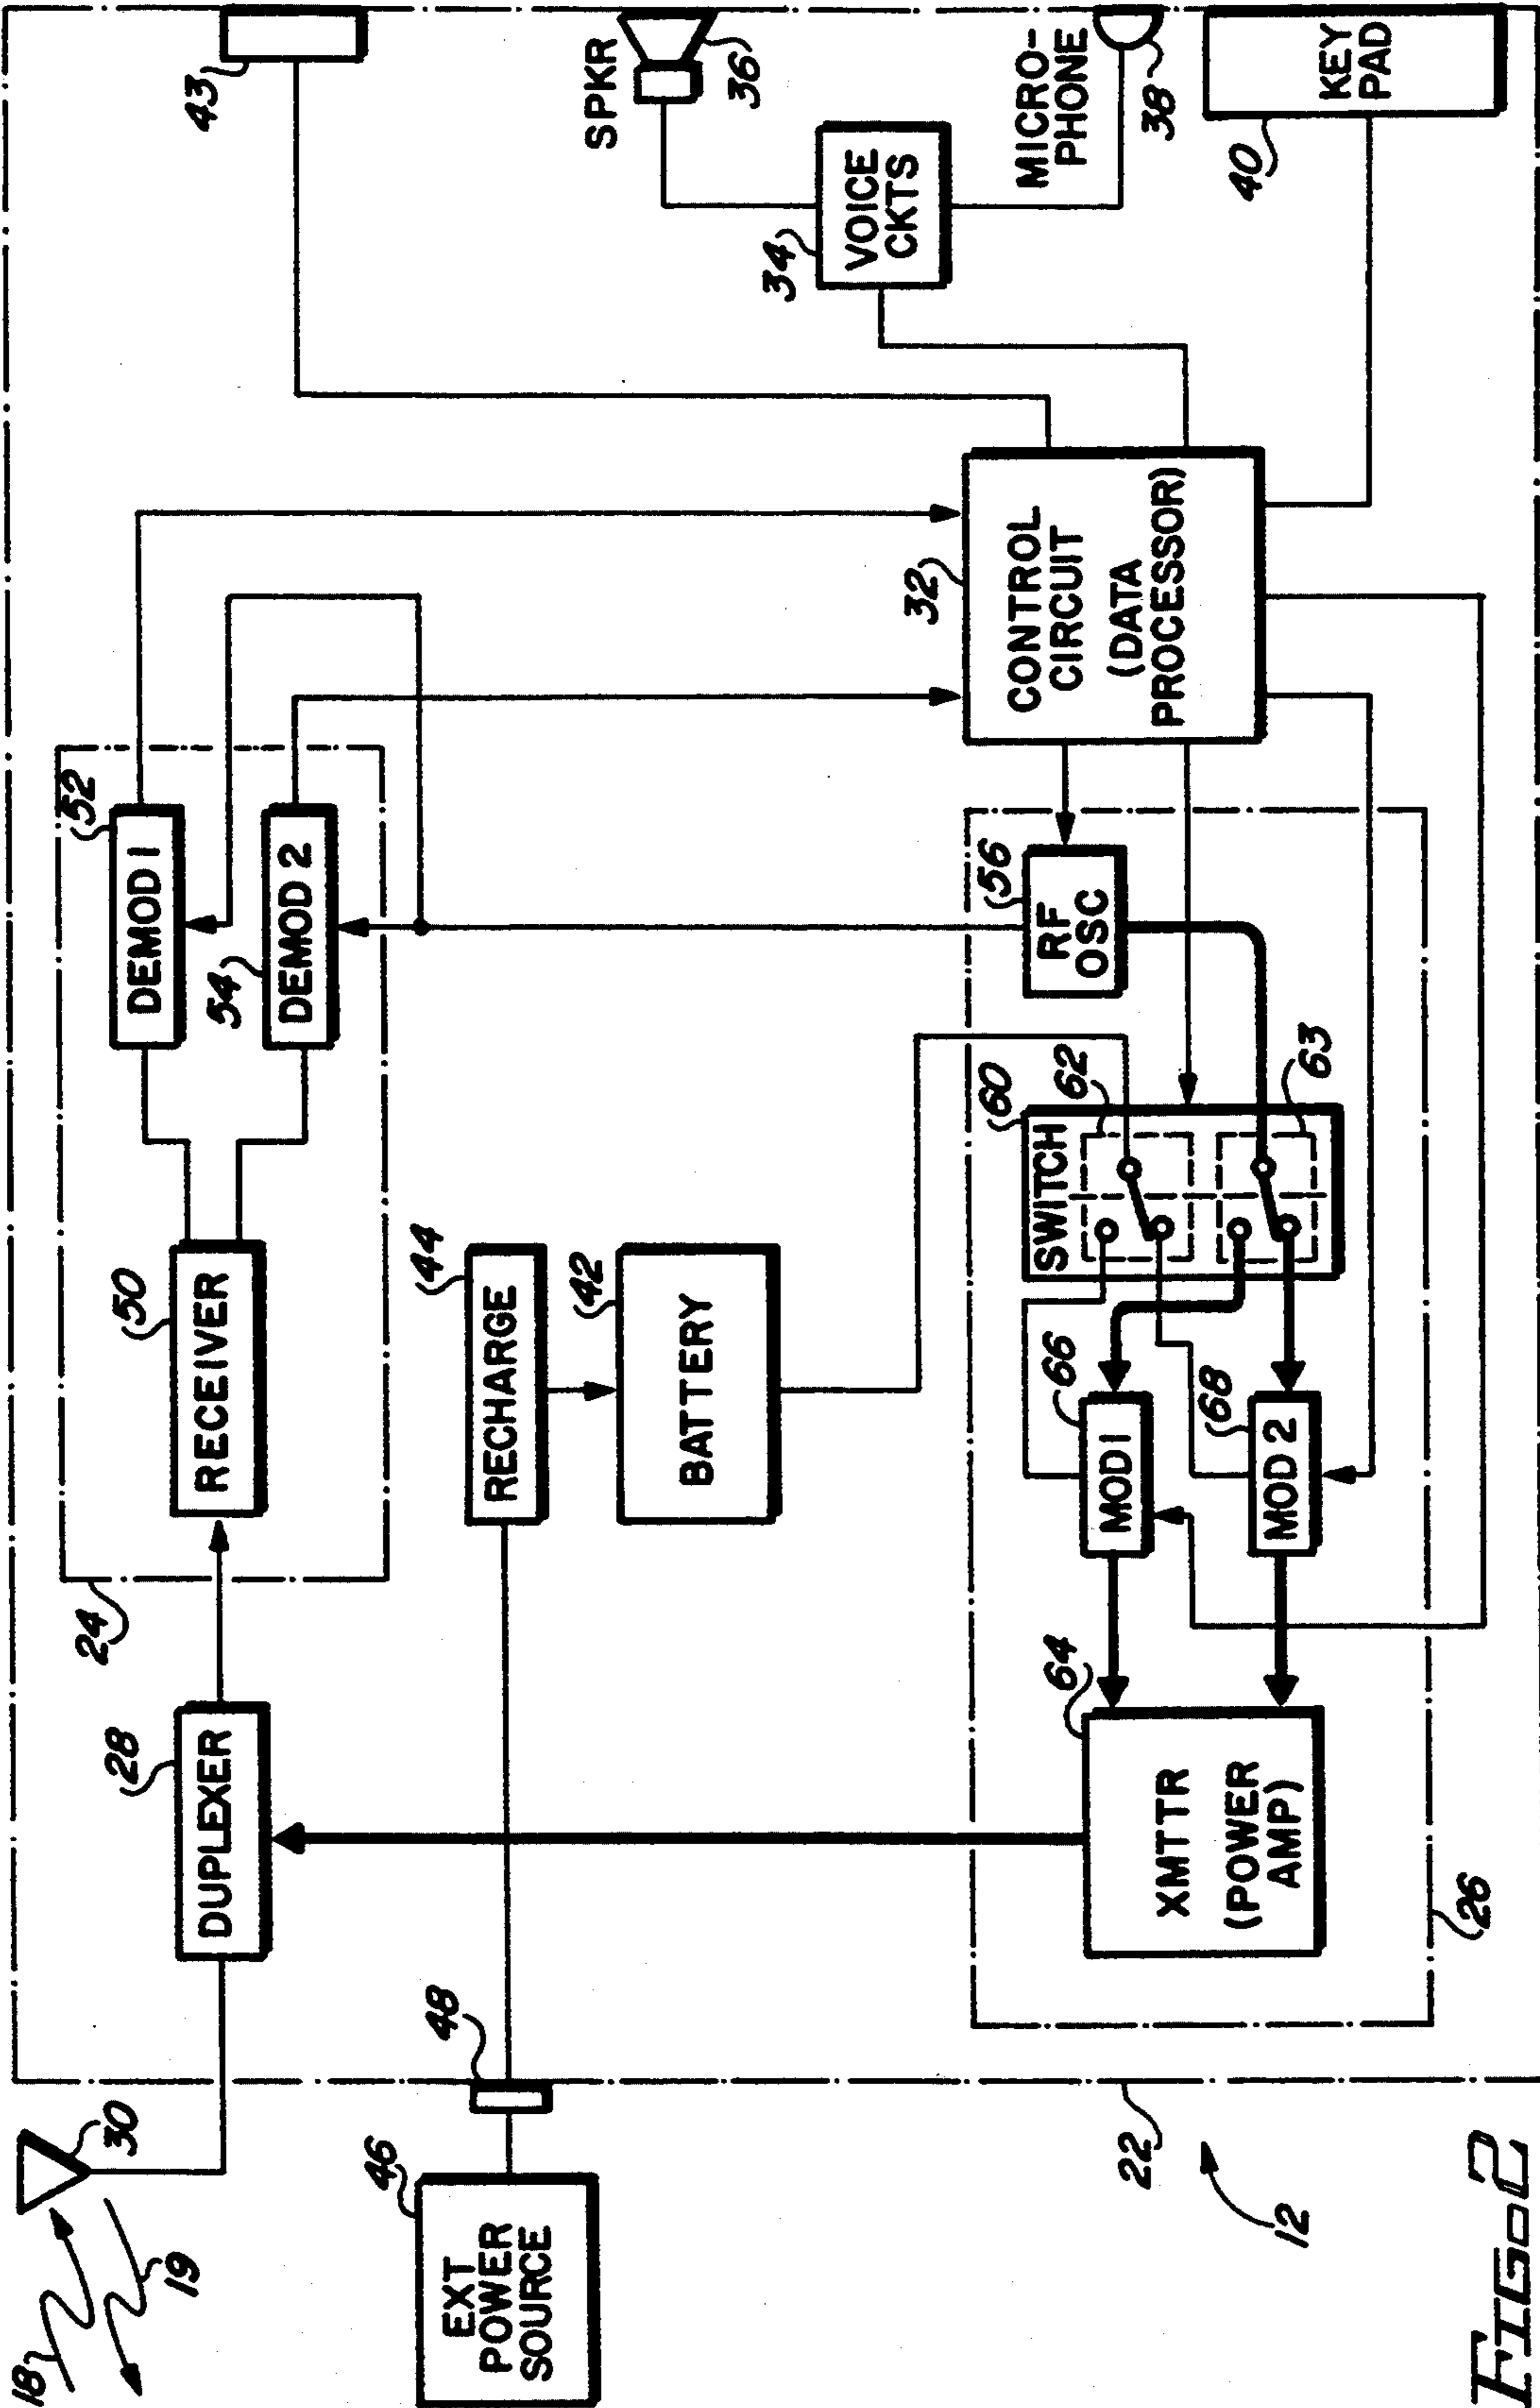 18
19
30
DUPLEXER
28
24
RECEIVER
50
DEMOD 1
52
DEMOD 2
54
43
EXT
POWER
SOURCE
46
48
RECHARGE
44
BATTERY
42
SPKR
36
VOICE
CKTS
34
MICRO-
PHONE
38
KEY
PAD
40
CONTROL
CIRCUIT
(DATA
PROCESSOR)
32
RF
OSC
56
SWITCH
60
62
63
MOD 1
66
MOD 2
68
XMTTR
(POWER
AMP)
64
26
22
12
FIG. 2